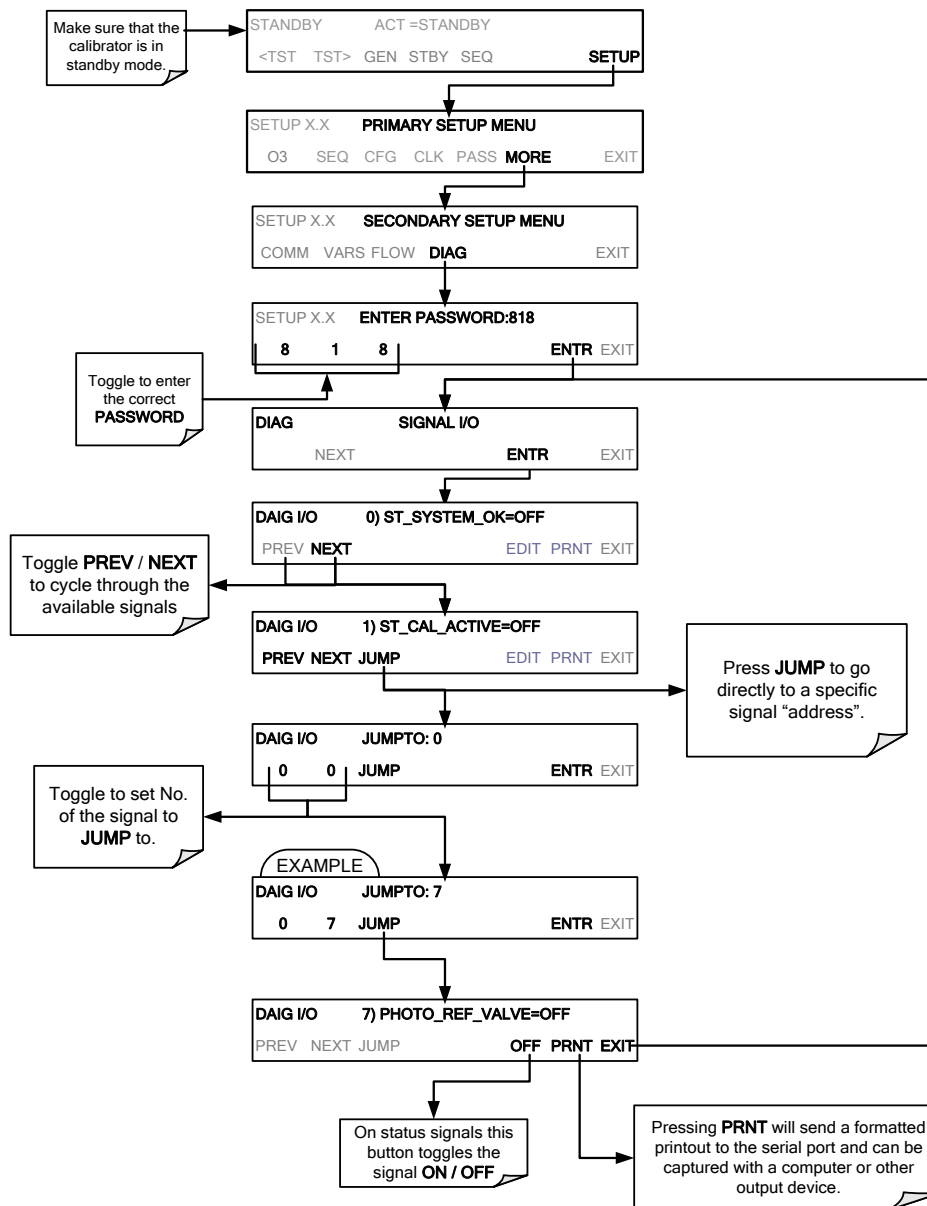 Make sure that the
calibrator is in
standby mode.
STANDBY ACT =STANDBY
<TST TST> GEN STBY SEQ SETUP
SETUP X.X PRIMARY SETUP MENU
O3 SEQ CFG CLK PASS MORE EXIT
SETUP X.X SECONDARY SETUP MENU
COMM VARS FLOW DIAG EXIT
SETUP X.X ENTER PASSWORD:818
8 1 8 ENTR EXIT
Toggle to enter
the correct
PASSWORD
DIAG SIGNAL I/O
NEXT ENTR EXIT
DAIG I/O 0) ST_SYSTEM_OK=OFF
PREV NEXT EDIT PRNT EXIT
Toggle PREV / NEXT
to cycle through the
available signals
DAIG I/O 1) ST_CAL_ACTIVE=OFF
PREV NEXT JUMP EDIT PRNT EXIT
Press JUMP to go
directly to a specific
signal “address”.
DAIG I/O JUMPTO: 0
0 0 JUMP ENTR EXIT
Toggle to set No.
of the signal to
JUMP to.
EXAMPLE
DAIG I/O JUMPTO: 7
0 7 JUMP ENTR EXIT
DAIG I/O 7) PHOTO_REF_VALVE=OFF
PREV NEXT JUMP OFF PRNT EXIT
On status signals this
button toggles the
signal ON / OFF
Pressing PRNT will send a formatted
printout to the serial port and can be
captured with a computer or other
output device.